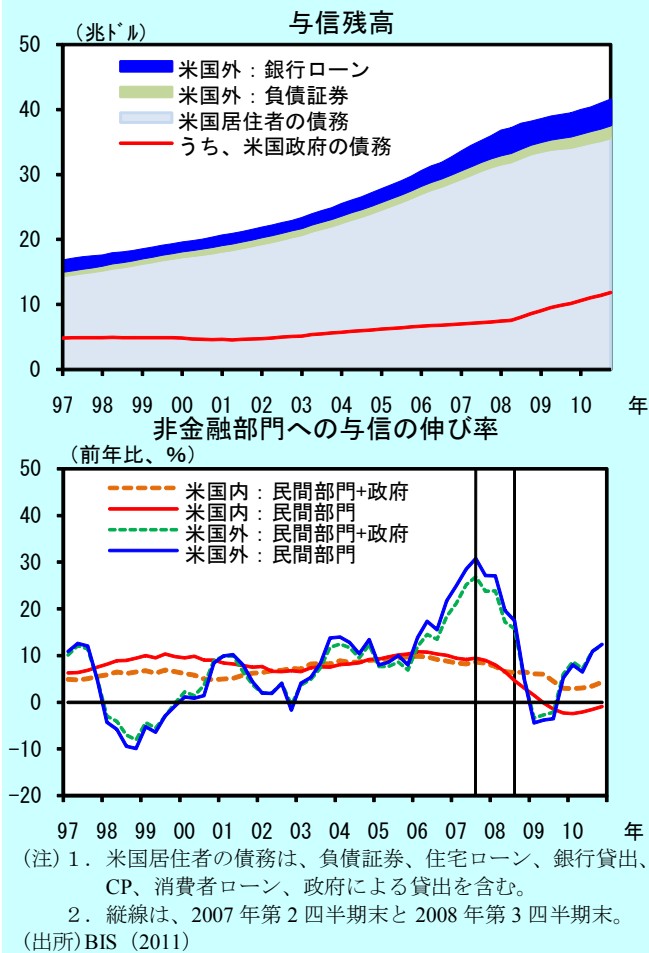 与信残高
（兆ﾄﾞﾙ）
50
40
30
20
10
0
米国外：銀行ローン
米国外：負債証券
米国居住者の債務
うち、米国政府の債務
97 98 99 00 01 02 03 04 05 06 07 08 09 10 年
非金融部門への与信の伸び率
（前年比、%）
50
40
30
20
10
0
−10
−20
米国内：民間部門+政府
米国内：民間部門
米国外：民間部門+政府
米国外：民間部門
97 98 99 00 01 02 03 04 05 06 07 08 09 10 年
(注) 1．米国居住者の債務は、負債証券、住宅ローン、銀行貸出、
CP、消費者ローン、政府による貸出を含む。
2．縦線は、2007 年第 2 四半期末と 2008 年第 3 四半期末。
(出所)BIS（2011）